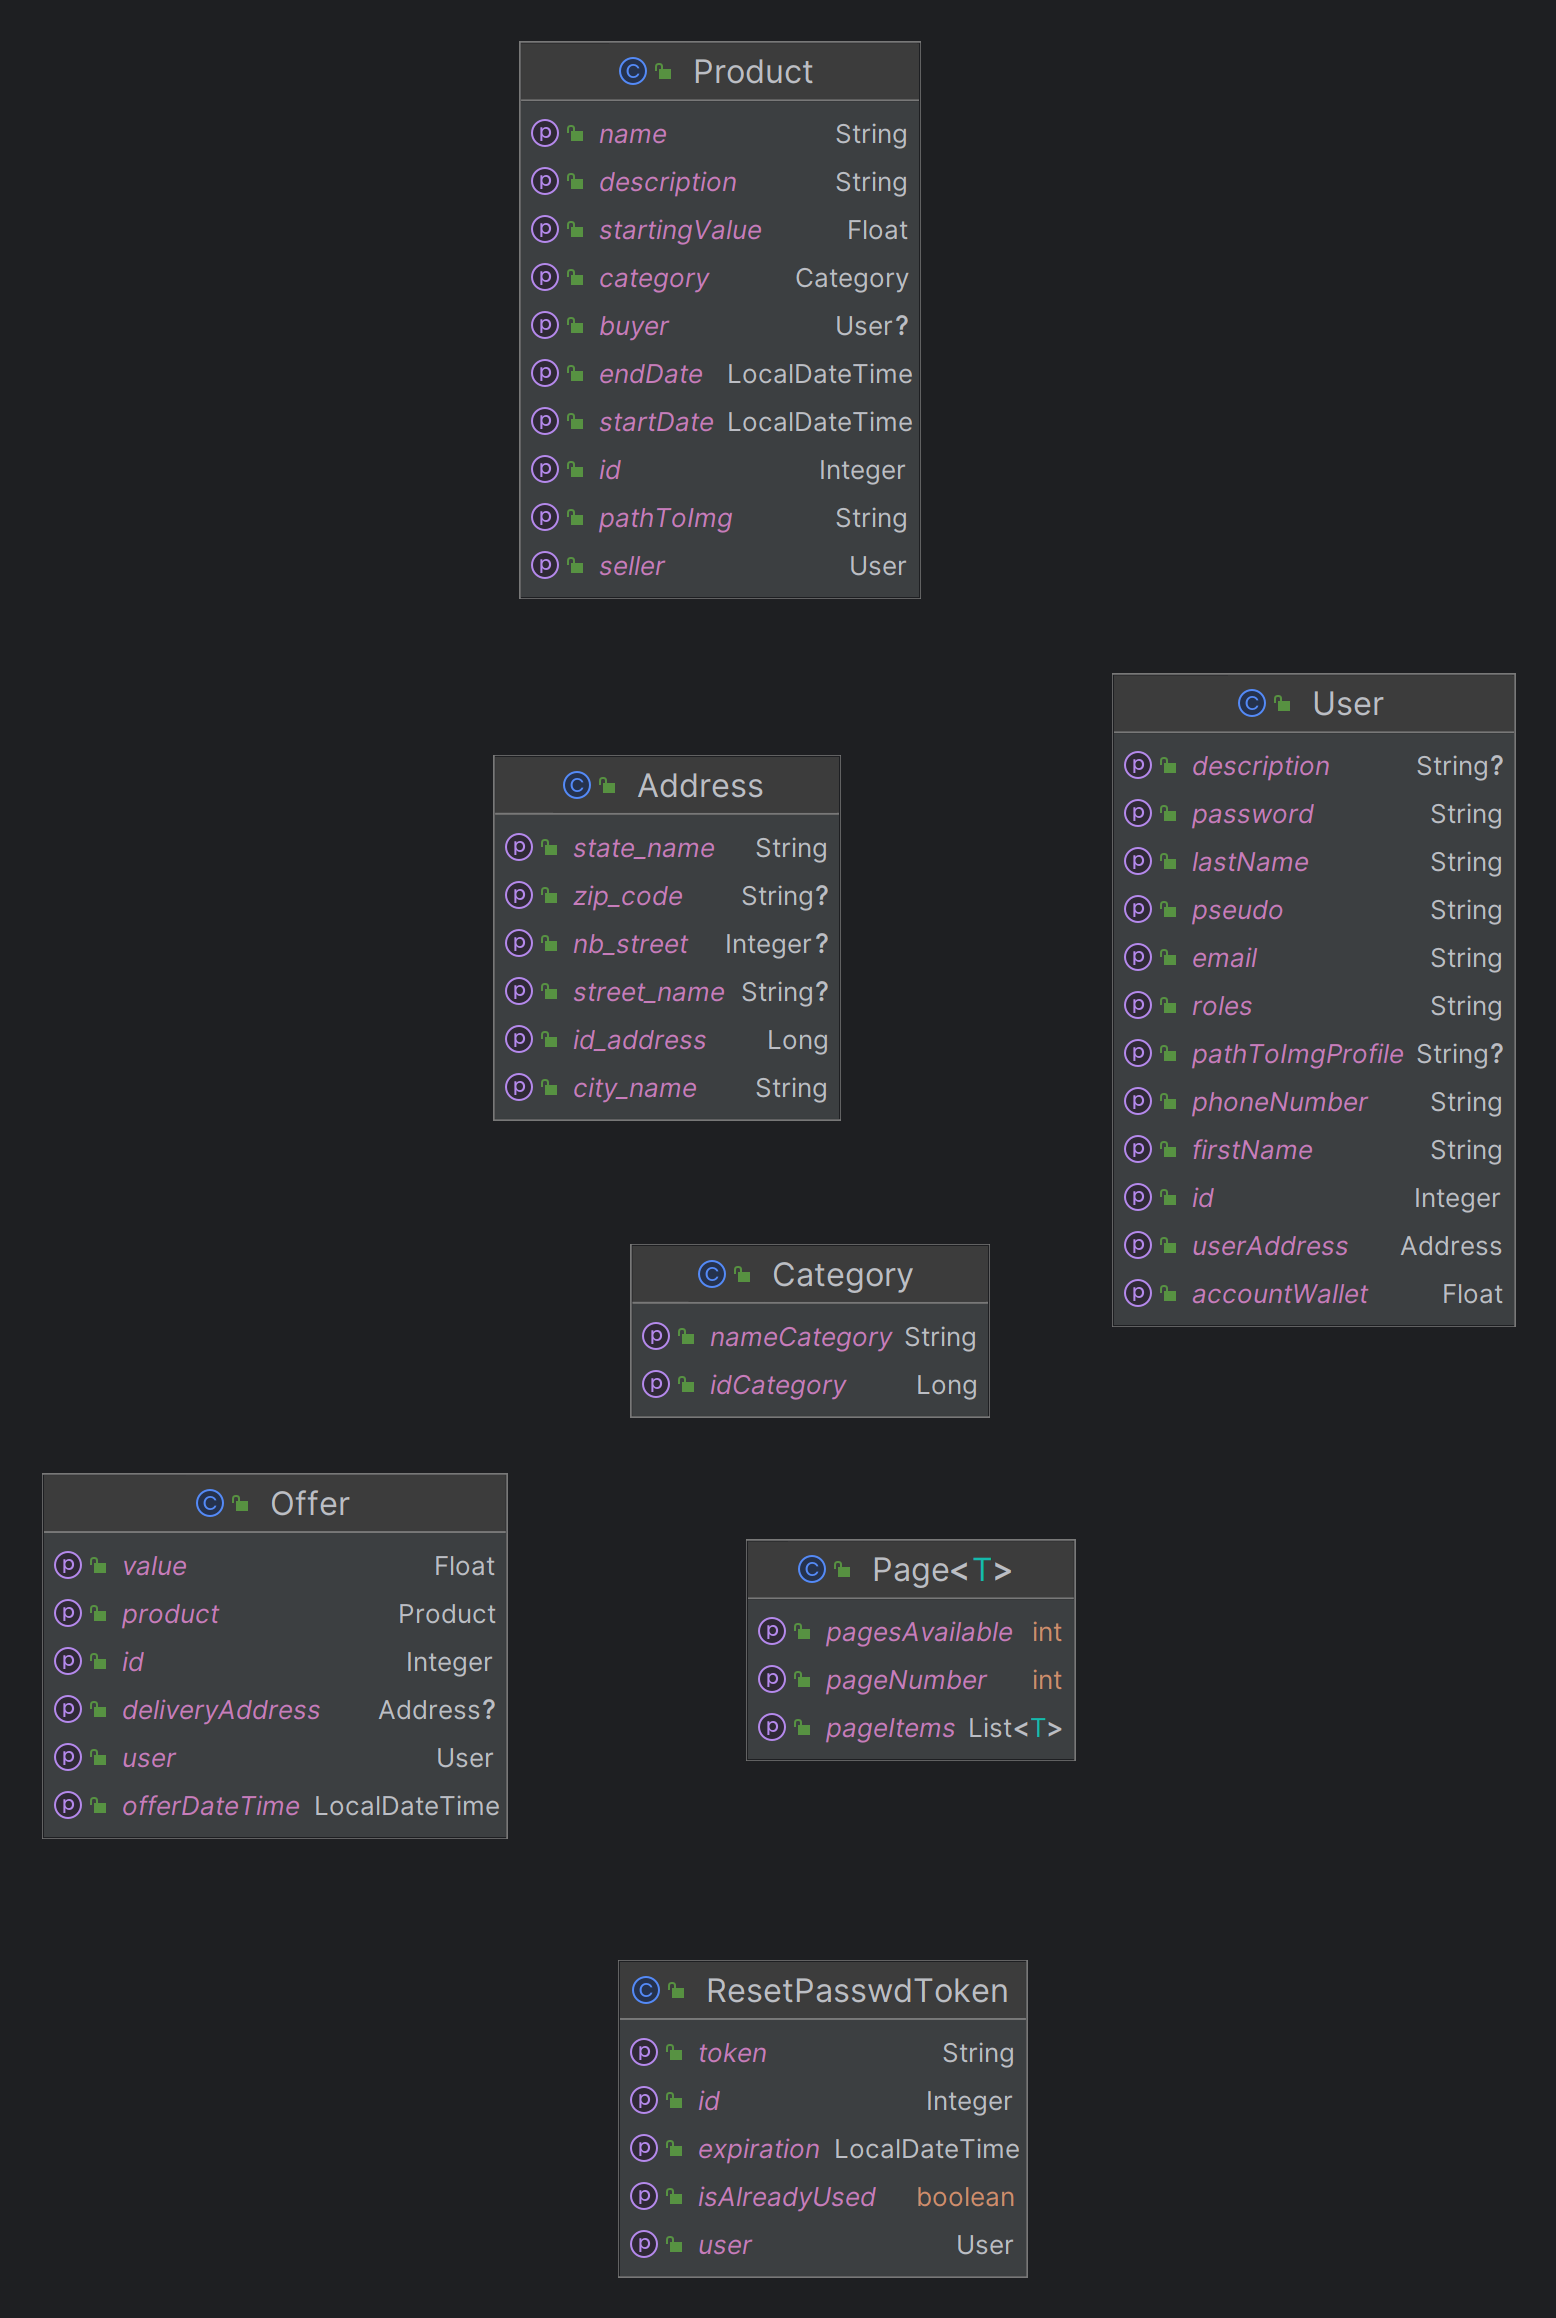 Product
name String
description String
startingValue Float
category Category
buyer User?
endDate LocalDateTime
startDate LocalDateTime
id Integer
pathToImg String
seller User
User
description String?
password String
lastName String
pseudo String
email String
roles String
pathToImgProfile String?
phoneNumber String
firstName String
id Integer
userAddress Address
accountWallet Float
Address
state_name String
zip_code String?
nb_street Integer?
street_name String?
id_address Long
city_name String
Category
nameCategory String
idCategory Long
Offer
value Float
product Product
id Integer
deliveryAddress Address?
user User
offerDateTime LocalDateTime
Page<T>
pagesAvailable int
pageNumber int
pageItems List<T>
ResetPasswdToken
token String
id Integer
expiration LocalDateTime
isAlreadyUsed boolean
user User